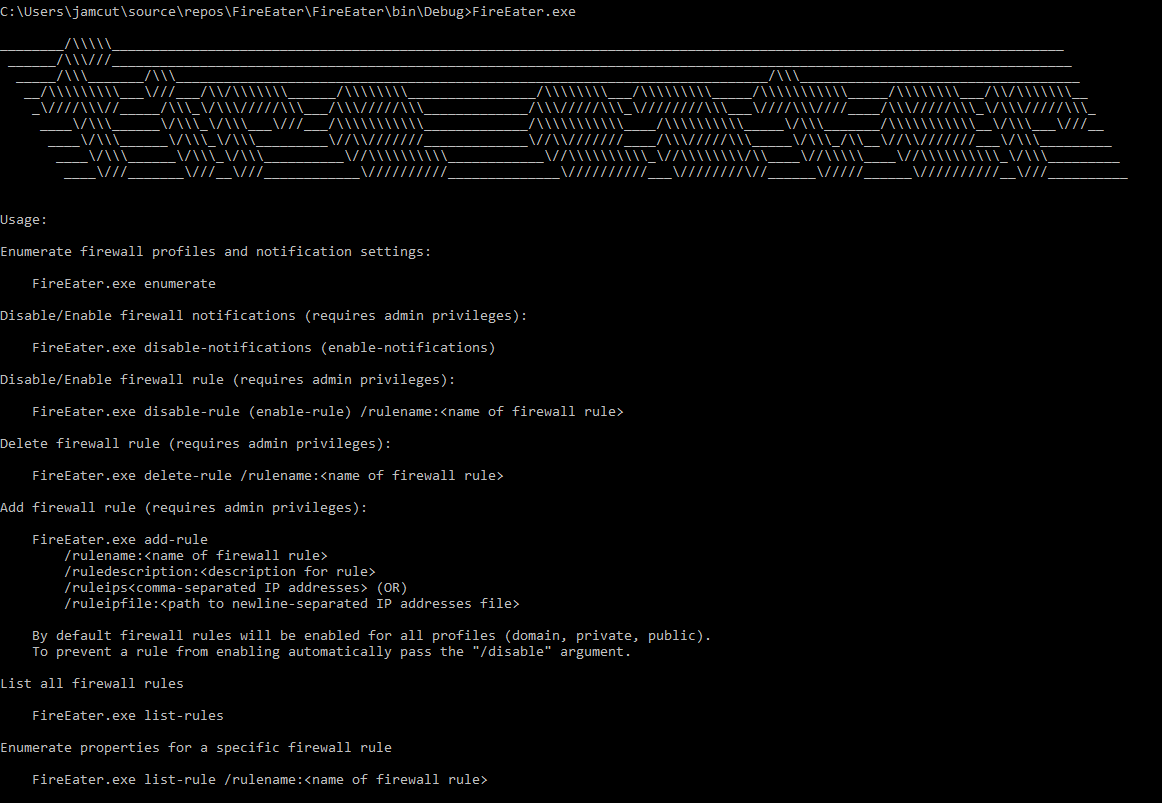 C:\Users\jamcut\source\repos\FireEater\FireEater\bin\Debug>FireEater.exe
Usage:
Enumerate firewall profiles and notification settings:
FireEater.exe enumerate
Disable/Enable firewall notifications (requires admin privileges):
FireEater.exe disable-notifications (enable-notifications)
Disable/Enable firewall rule (requires admin privileges):
FireEater.exe disable-rule (enable-rule) /rulename:<name of firewall rule>
Delete firewall rule (requires admin privileges):
FireEater.exe delete-rule /rulename:<name of firewall rule>
Add firewall rule (requires admin privileges):
FireEater.exe add-rule
/rulename:<name of firewall rule>
/ruledescription:<description for rule>
/ruleips<comma-separated IP addresses> (OR)
/ruleipfile:<path to newline-separated IP addresses file>
By default firewall rules will be enabled for all profiles (domain, private, public).
To prevent a rule from enabling automatically pass the "/disable" argument.
List all firewall rules
FireEater.exe list-rules
Enumerate properties for a specific firewall rule
FireEater.exe list-rule /rulename:<name of firewall rule>